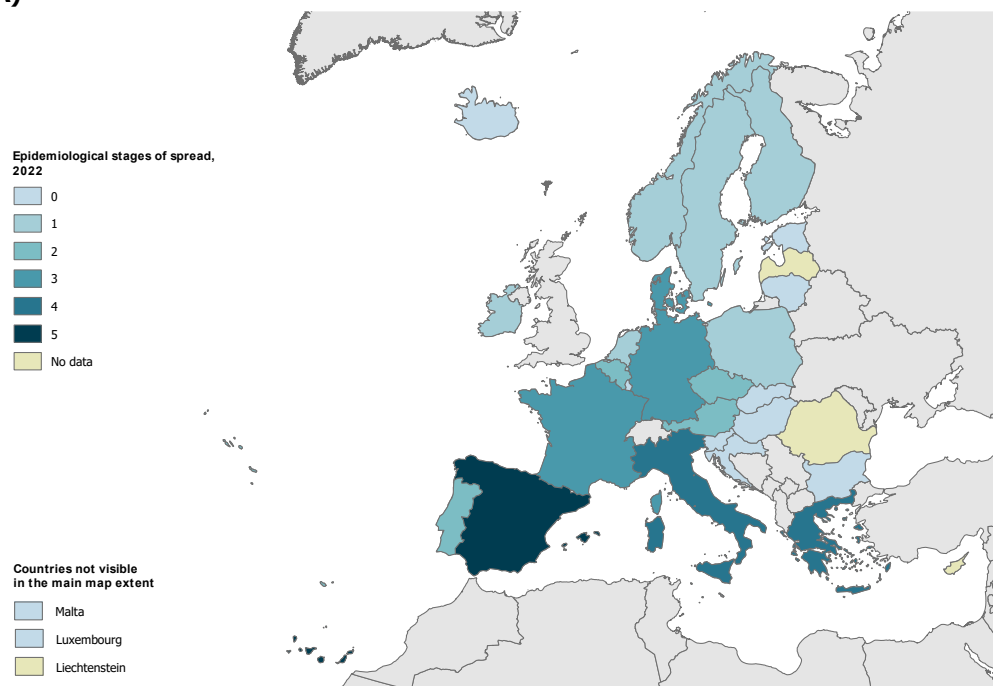 Epidemiological stages of spread,
2022
0
1
2
3
4
5
No data
Countries not visible
in the main map extent
Malta
Luxembourg
Liechtenstein